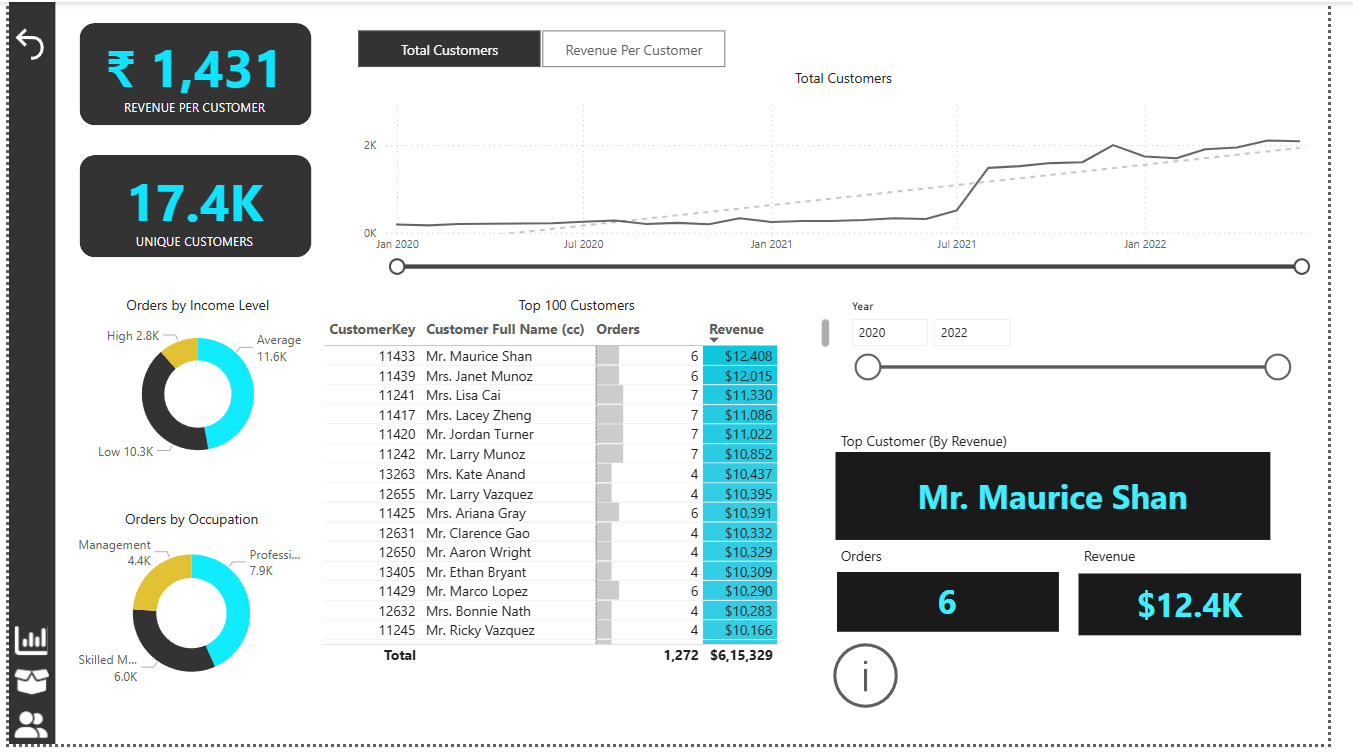 ₹ 1,431
REVENUE PER CUSTOMER
17.4K
UNIQUE CUSTOMERS
Total Customers
Revenue Per Customer
Total Customers
2K
0K
Jan 2020
Jul 2020
Jan 2021
Jul 2021
Jan 2022
Orders by Income Level
High 2.8K
Average
11.6K
Low 10.3K
Orders by Occupation
Management
4.4K
Professi...
7.9K
Skilled M...
6.0K
Top 100 Customers
CustomerKey Customer Full Name (cc) Orders Revenue
11433 Mr. Maurice Shan 6 $12,408
11439 Mrs. Janet Munoz 6 $12,015
11241 Mrs. Lisa Cai 7 $11,330
11417 Mrs. Lacey Zheng 7 $11,086
11420 Mr. Jordan Turner 7 $11,022
11242 Mr. Larry Munoz 7 $10,852
13263 Mrs. Kate Anand 4 $10,437
12655 Mr. Larry Vazquez 4 $10,395
11425 Mrs. Ariana Gray 6 $10,391
12631 Mr. Clarence Gao 4 $10,332
12650 Mr. Aaron Wright 4 $10,329
13405 Mr. Ethan Bryant 4 $10,309
11429 Mr. Marco Lopez 6 $10,290
12632 Mrs. Bonnie Nath 4 $10,283
11245 Mr. Ricky Vazquez 4 $10,166
Total 1,272 $6,15,329
Year
2020
2022
Top Customer (By Revenue)
Mr. Maurice Shan
Orders
6
Revenue
$12.4K
i